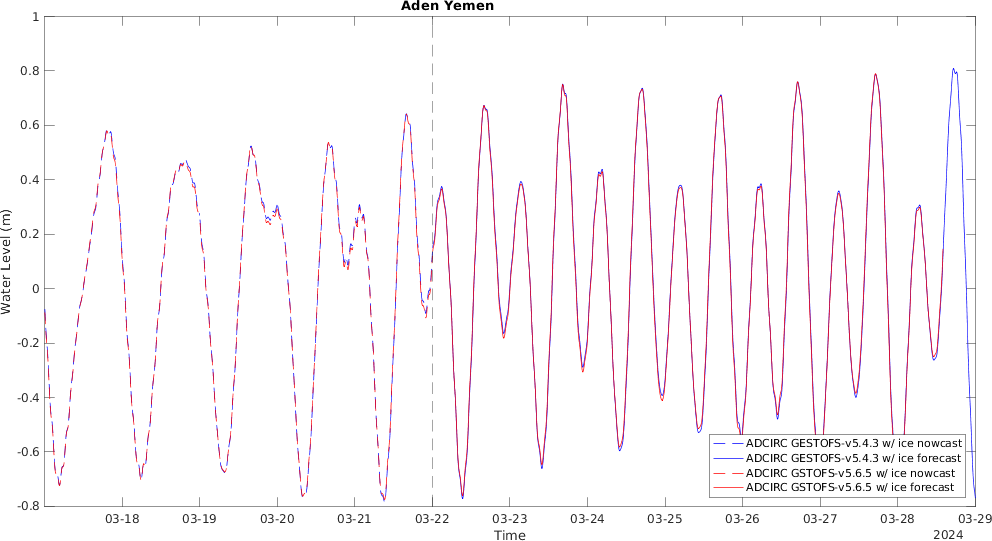 Aden Yemen
1
0.8
0.6
0.4
0.2
0
-0.2
-0.4
-0.6
-0.8
Water Level (m)
ADCIRC GESTOFS-v5.4.3 w/ ice nowcast
ADCIRC GESTOFS-v5.4.3 w/ ice forecast
ADCIRC GSTOFS-v5.6.5 w/ ice nowcast
ADCIRC GSTOFS-v5.6.5 w/ ice forecast
03-18 03-19 03-20 03-21 03-22 03-23 03-24 03-25 03-26 03-27 03-28 03-29
Time
2024